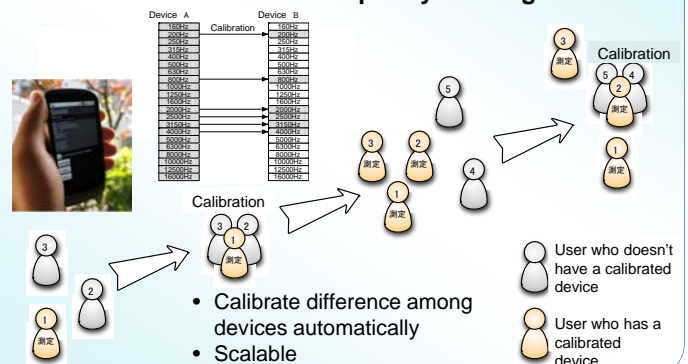 Device A
Device B
Calibration
160Hz
200Hz
250Hz
315Hz
400Hz
500Hz
630Hz
800Hz
1000Hz
1250Hz
1600Hz
2000Hz
2500Hz
3150Hz
4000Hz
5000Hz
6300Hz
8000Hz
10000Hz
12500Hz
16000Hz
160Hz
200Hz
250Hz
315Hz
400Hz
500Hz
630Hz
800Hz
1000Hz
1250Hz
1600Hz
2000Hz
2500Hz
3150Hz
4000Hz
5000Hz
6300Hz
8000Hz
10000Hz
12500Hz
16000Hz
3
測定
Calibration
5 4
2
測定
1
測定
5
3
測定
2
測定
4
1
測定
Calibration
3 2
1
測定
3
2
1
測定
• Calibrate difference among
devices automatically
• Scalable
User who doesn't
have a calibrated
device
User who has a
calibrated
device